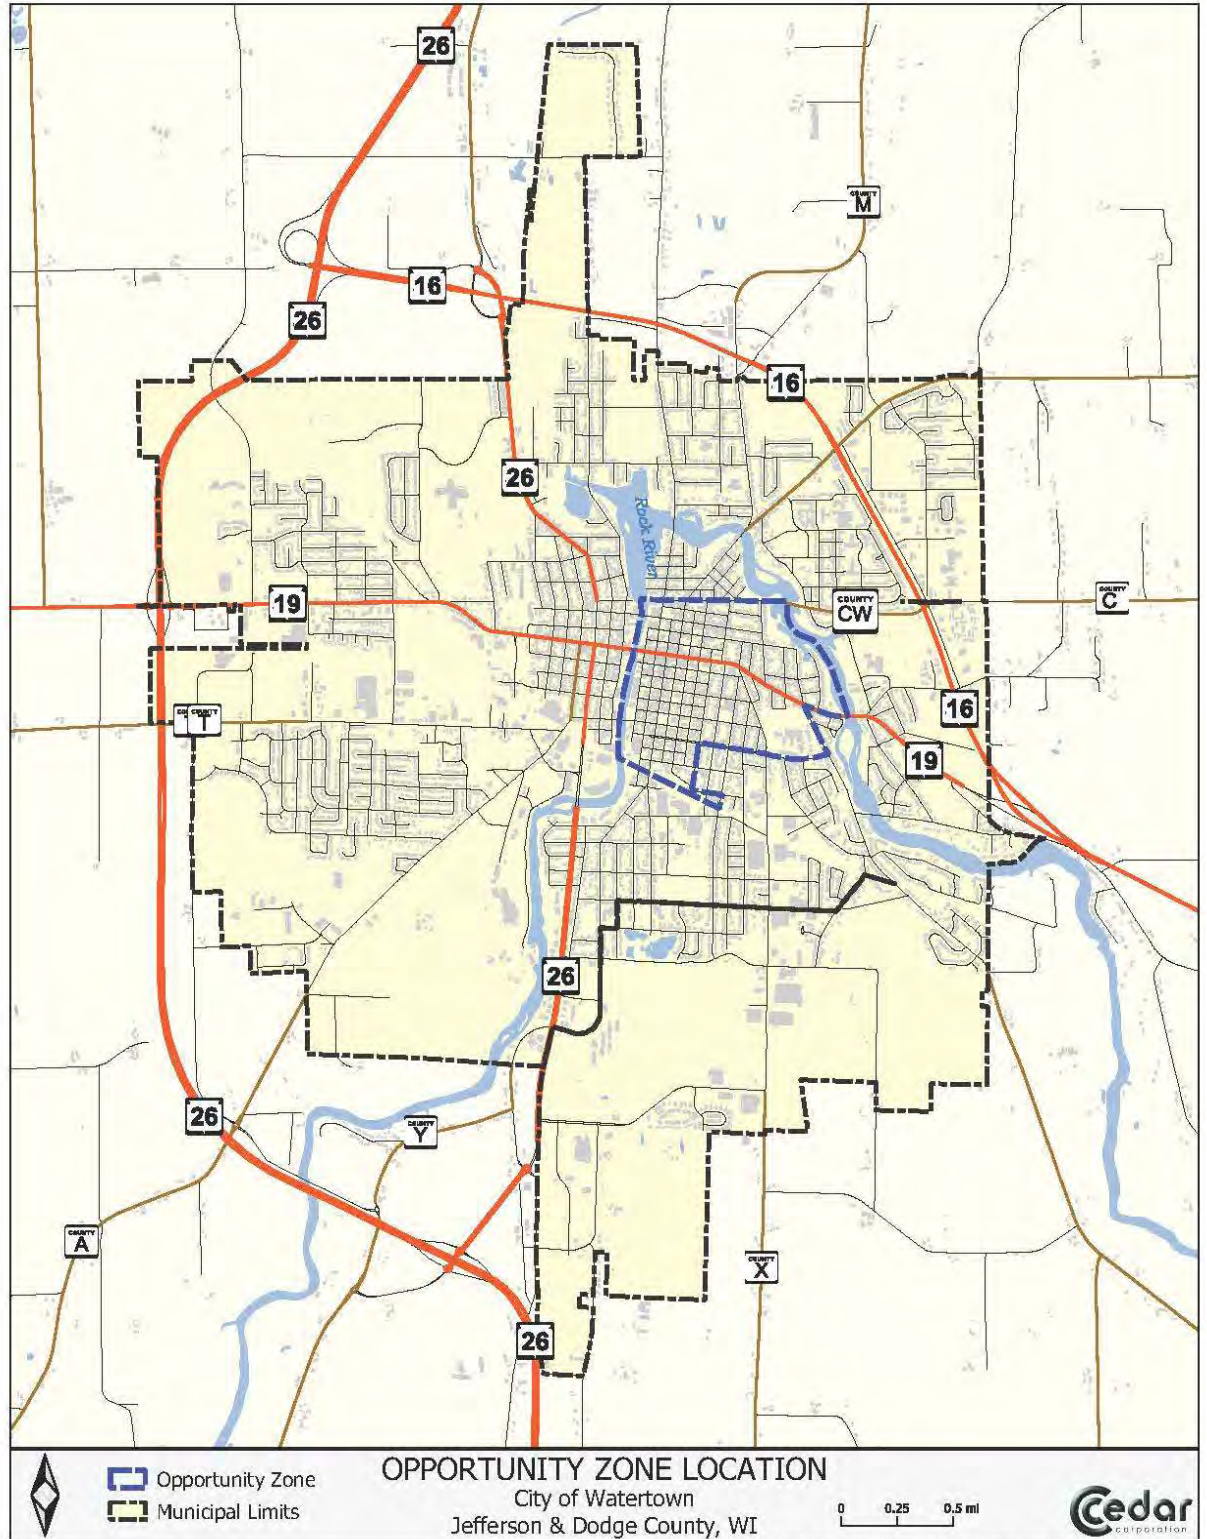 26
COUNTY
M
16
26
16
26
Rock River
19
COUNTY
CW
COUNTY
C
COUNTY
T
16
19
26
26
COUNTY
Y
COUNTY
A
COUNTY
X
26
Opportunity Zone
Municipal Limits
OPPORTUNITY ZONE LOCATION
City of Watertown
Jefferson & Dodge County, WI
0 0.25 0.5 mi
Cedar
corporation